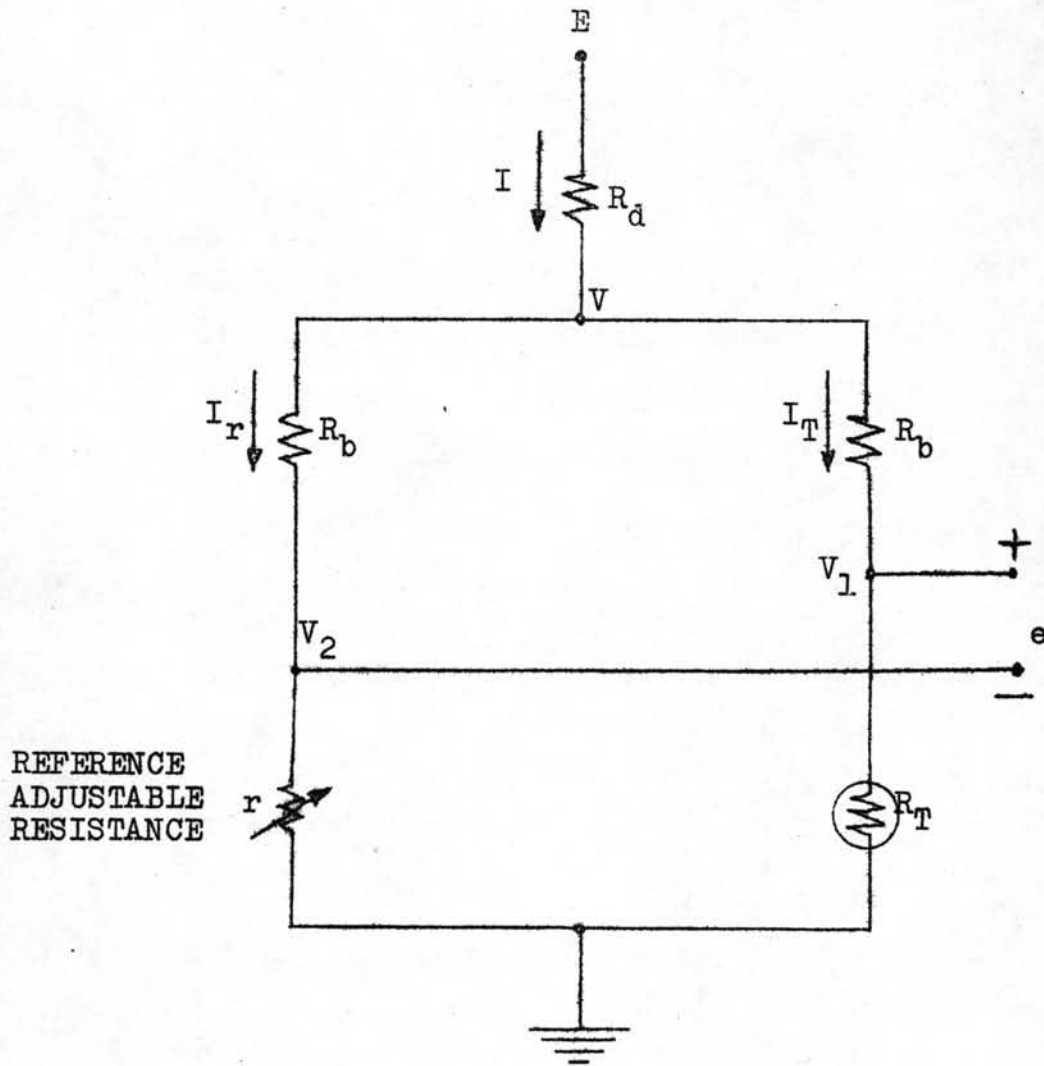 E
I
R_d
V
I_r
R_b
I_T
R_b
V_1
+
V_2
e
−
REFERENCE
ADJUSTABLE
RESISTANCE
r
R_T